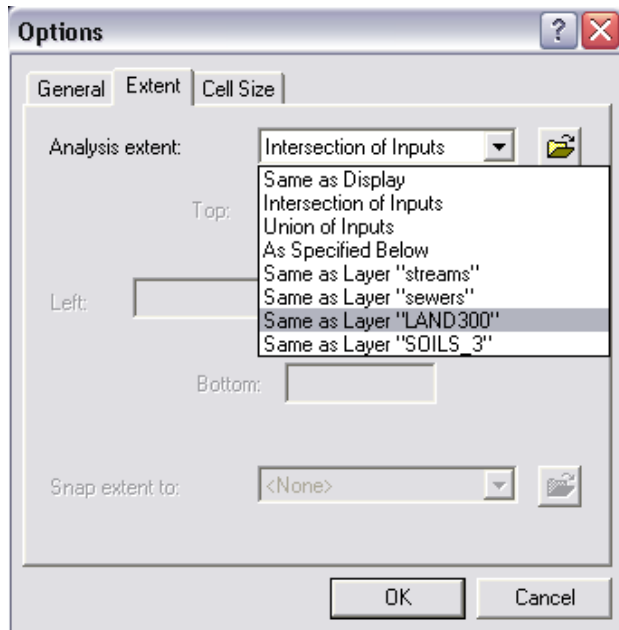 Options
General Extent Cell Size
Analysis extent: Intersection of Inputs
Same as Display
Top: Intersection of Inputs
Union of Inputs
As Specified Below
Same as Layer "streams"
Left: Same as Layer "sewers"
Same as Layer "LAND300"
Same as Layer "SOILS_3"
Bottom:
Snap extent to: <None>
OK Cancel